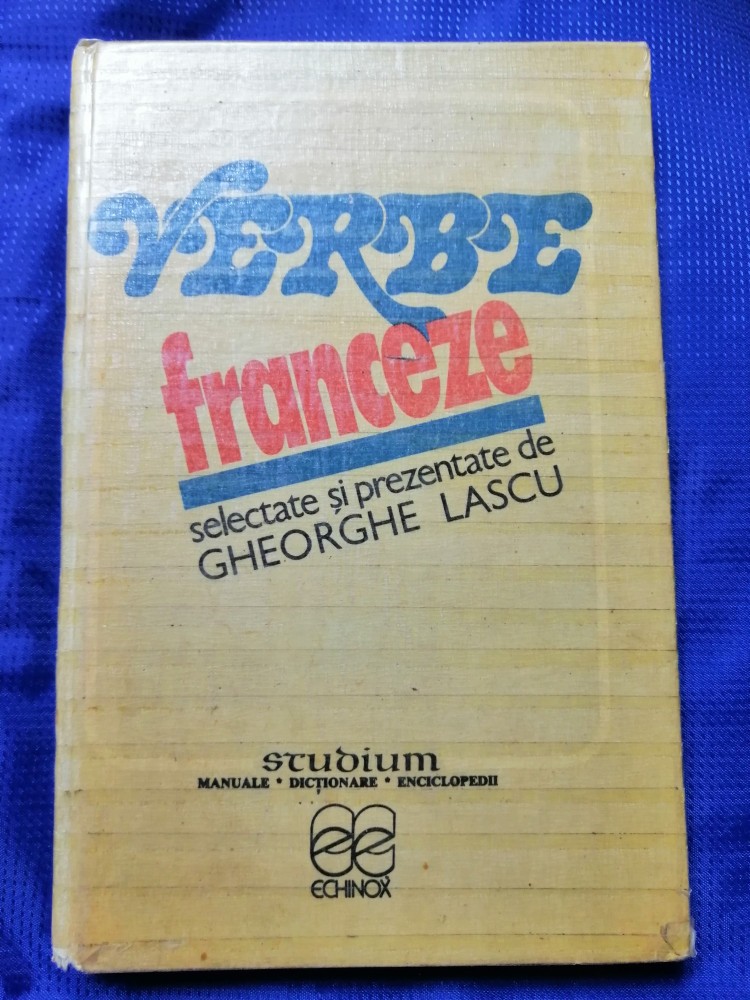 VERBE
franceze
selectate și prezentate de
GHEORGHE LASCU
studium
MANUALE * DICȚIONARE * ENCICLOPEDII
ECHINOX